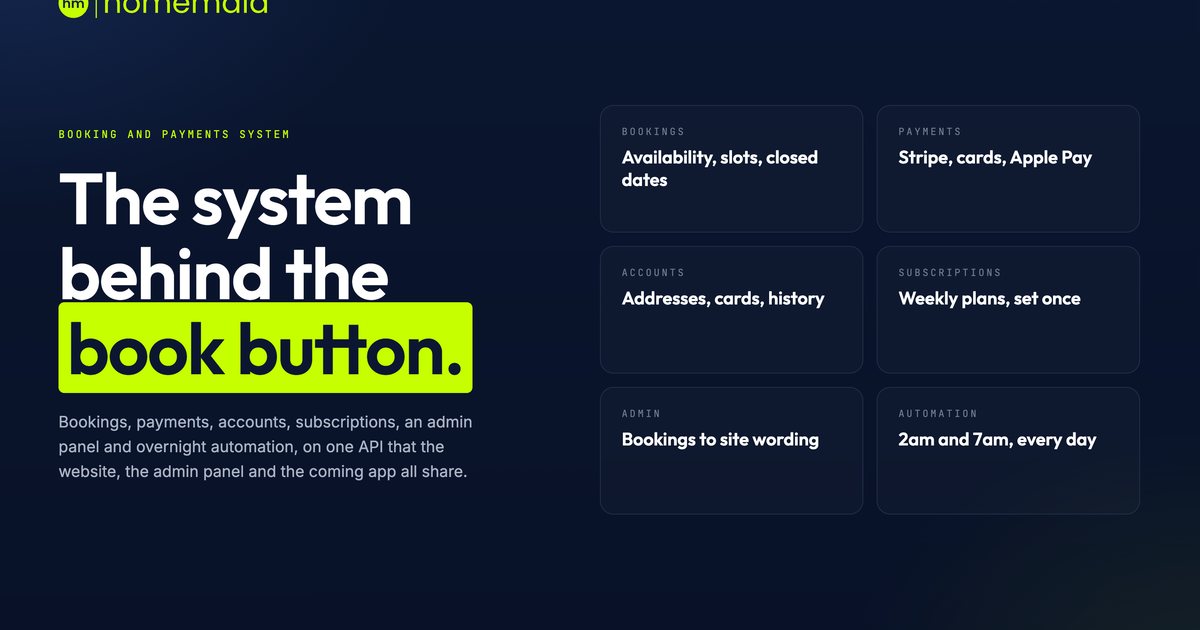 hm homemaid
BOOKING AND PAYMENTS SYSTEM
The system
behind the
book button.
Bookings, payments, accounts, subscriptions, an admin
panel and overnight automation, on one API that the
website, the admin panel and the coming app all share.
BOOKINGS
Availability, slots, closed
dates
PAYMENTS
Stripe, cards, Apple Pay
ACCOUNTS
Addresses, cards, history
SUBSCRIPTIONS
Weekly plans, set once
ADMIN
Bookings to site wording
AUTOMATION
2am and 7am, every day